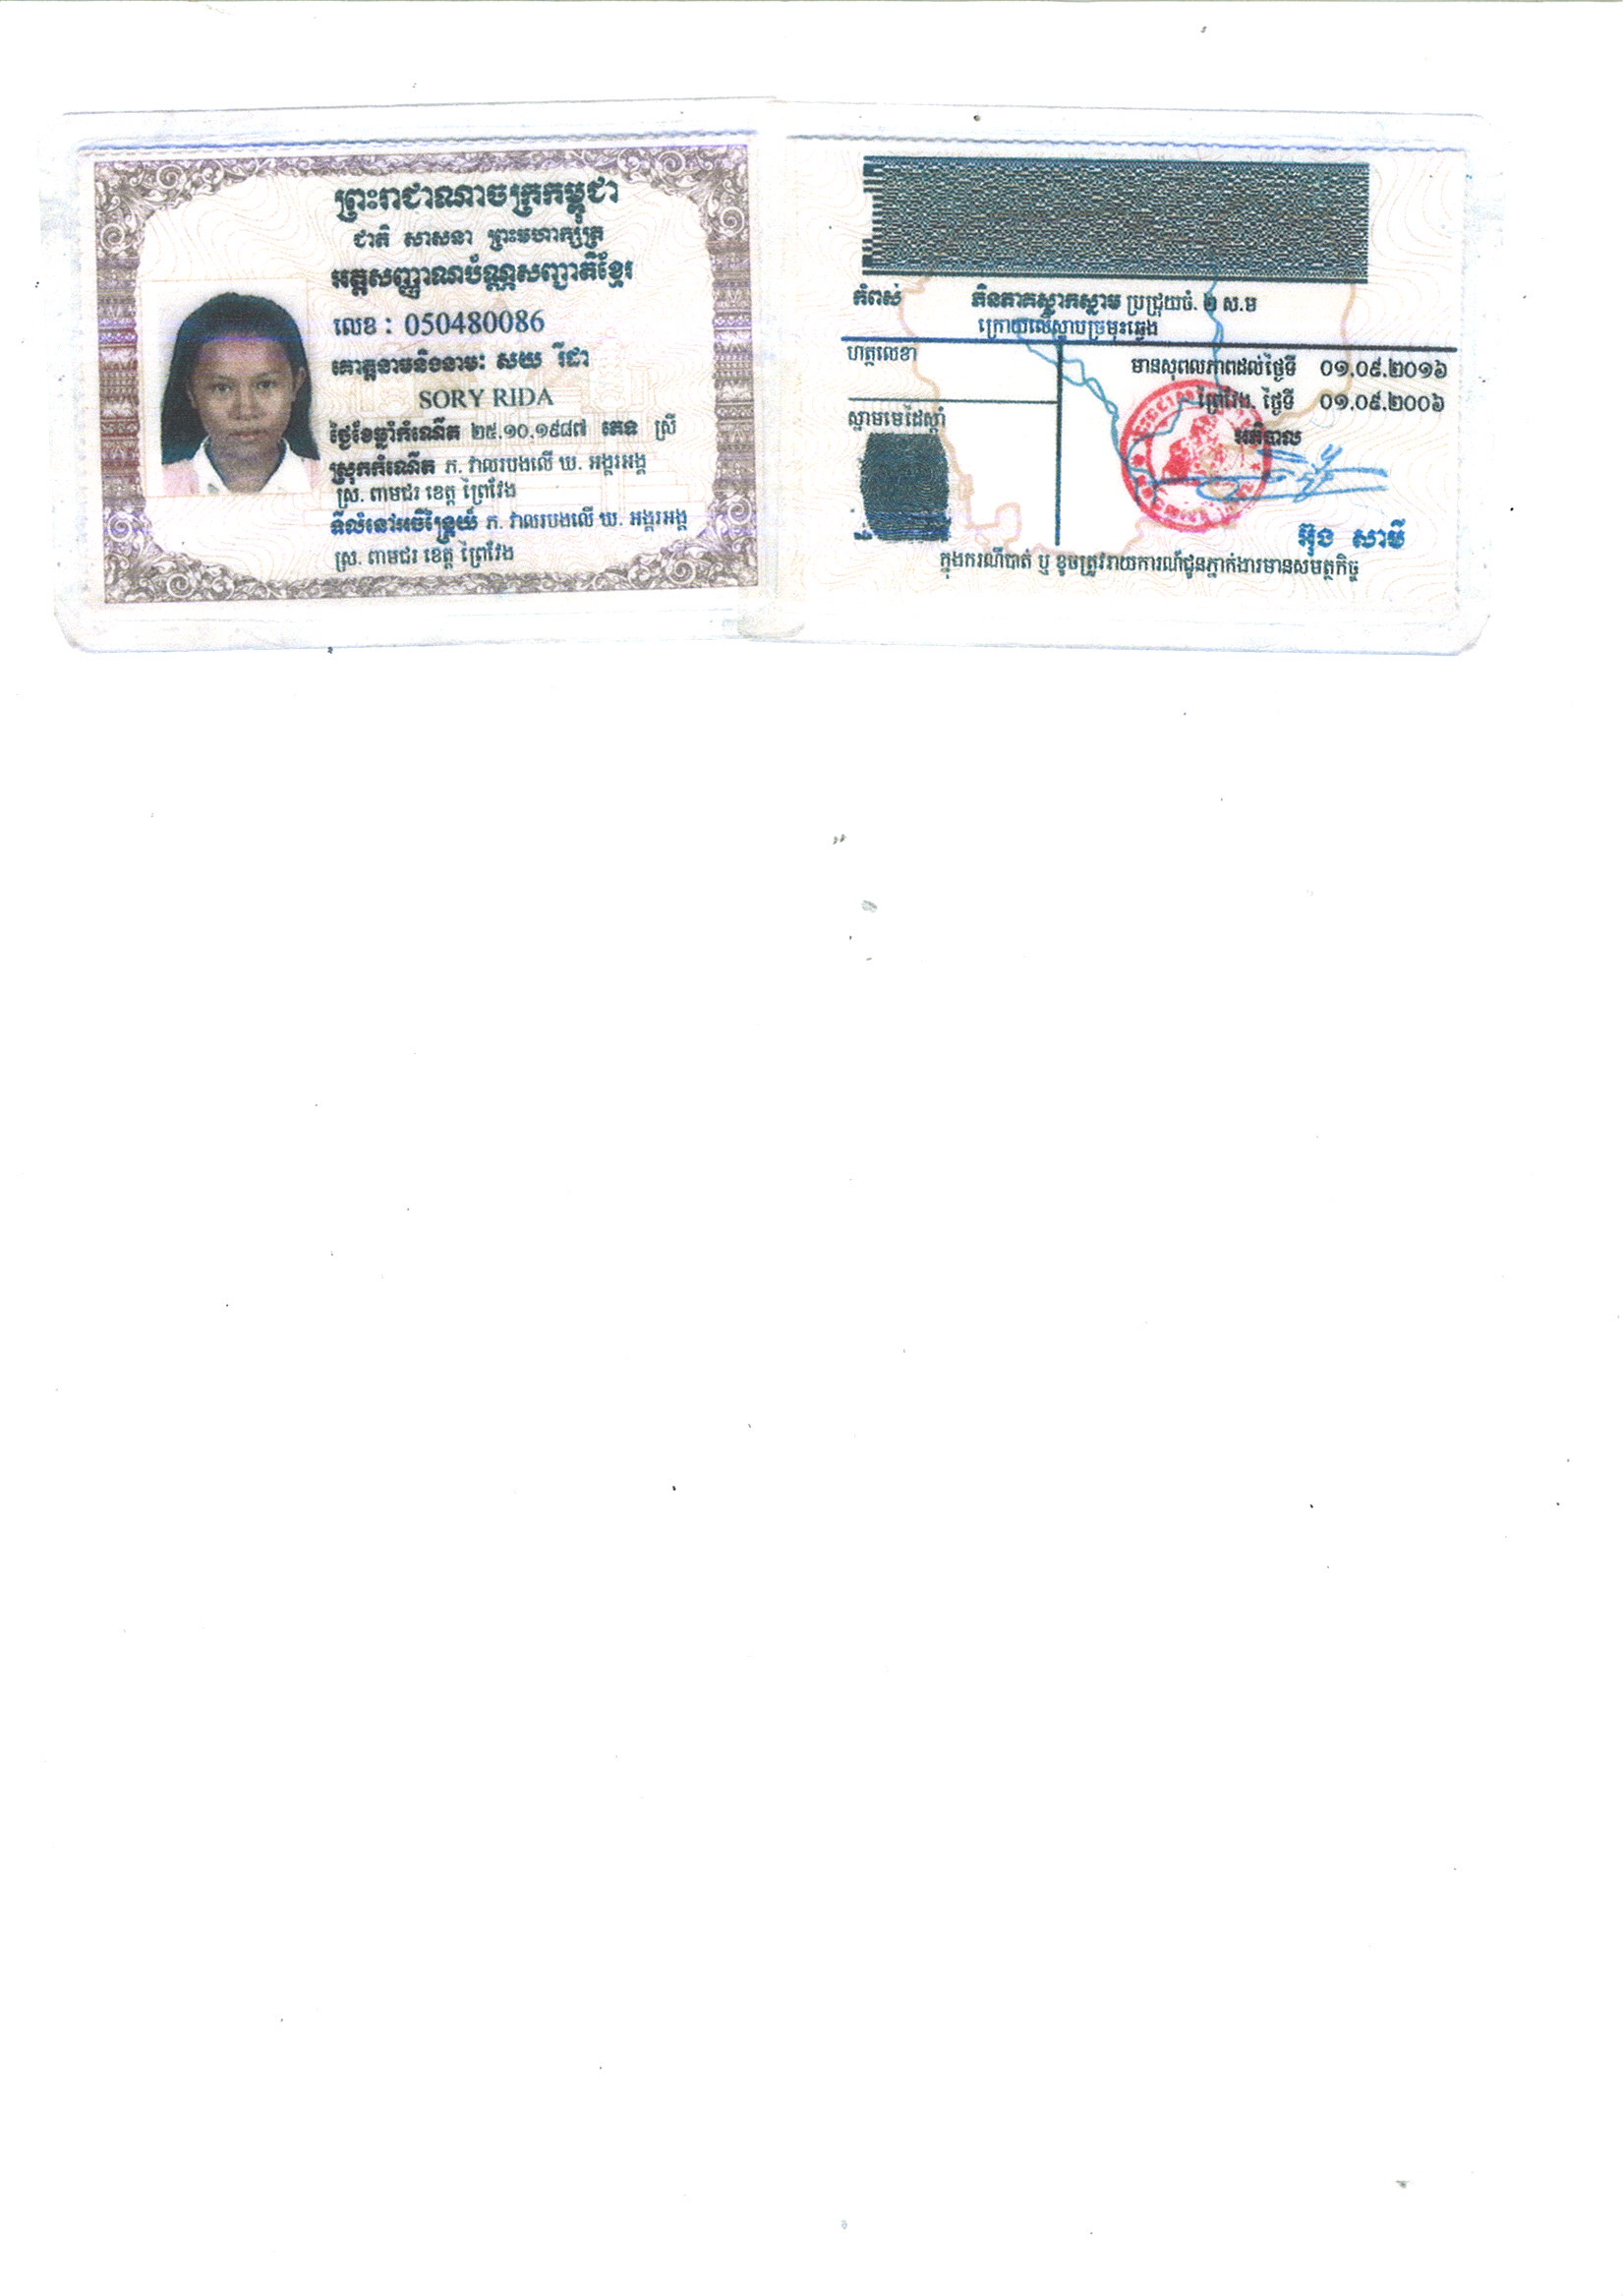 ព្រះរាជាណាចក្រកម្ពុជា
ជាតិ សាសនា ព្រះមហាក្សត្រ
អត្តសញ្ញាណប័ណ្ណសញ្ជាតិខ្មែរ
លេខ : 050480086
គោត្តនាមនិងនាម: សយ រីដា
SORY RIDA
ថ្ងៃខែឆ្នាំកំណើត ២៥.១០.១៩៨៧ ភេទ ស្រី
ស្រុកកំណើត ភ. វាលរបងលើ ឃ. អង្គរអង្គ
ស្រ. ពាមជរ ខេត្ត ព្រៃវែង
ទីលំនៅអចិន្ត្រៃយ៍ ភ. វាលរបងលើ ឃ. អង្គរអង្គ
ស្រ. ពាមជរ ខេត្ត ព្រៃវែង
កំពស់ ភិនភាគស្លាកស្នាម ប្រជ្រុយចំ. ២ ស.ម
ក្រោយលើស្លាបច្រមុះឆ្វេង
ហត្ថលេខា
មានសុពលភាពដល់ថ្ងៃទី ០១.០៩.២០១៦
ព្រៃវែង, ថ្ងៃទី ០១.០៩.២០០៦
ស្នាមមេដៃស្តាំ
អភិបាល
អ៊ុង សាមី
ក្នុងករណីបាត់ ឬ ខូចត្រូវរាយការណ៍ជូនភ្នាក់ងារមានសមត្ថកិច្ច